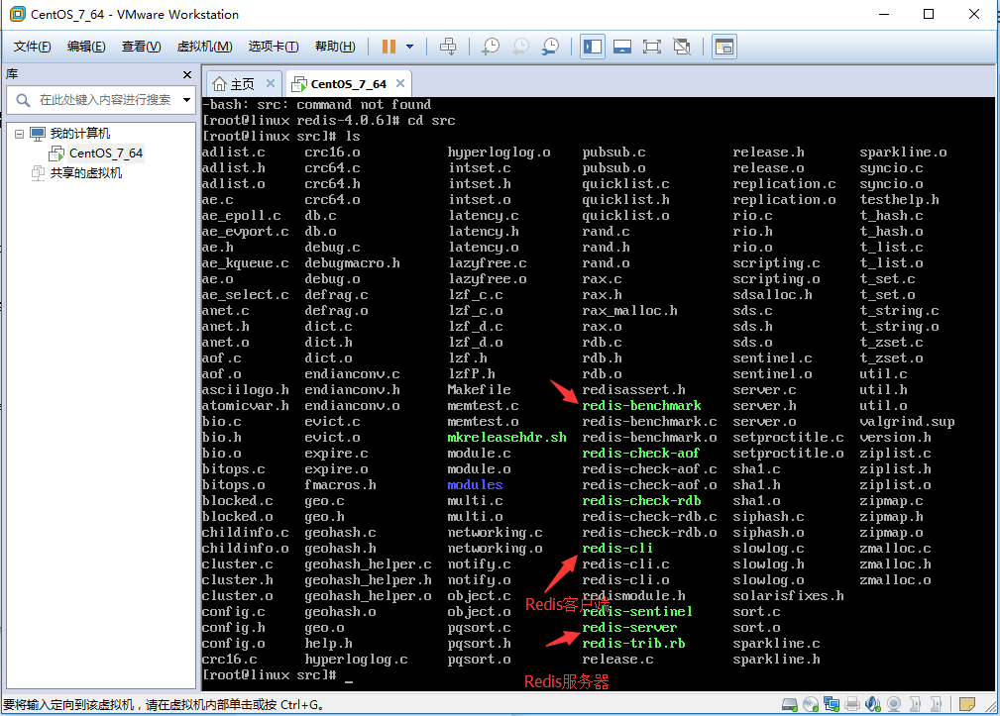 CentOS_7_64 - VMware Workstation
文件(F) 编辑(E) 查看(V) 虚拟机(M) 选项卡(T) 帮助(H)
库
在此处键入内容进行搜索
我的计算机
CentOS_7_64
共享的虚拟机
主页 CentOS_7_64
-bash: src: command not found
[root@linux redis-4.0.6]# cd src
[root@linux src]# ls
adlist.c crc16.o hyperloglog.o pubsub.c release.h sparkline.o
adlist.h crc64.c intset.c pubsub.o release.o syncio.c
adlist.o crc64.h intset.h quicklist.c replication.c syncio.o
ae.c crc64.o intset.o quicklist.h replication.o testhelp.h
ae_epoll.c db.c latency.c quicklist.o rio.c t_hash.c
ae_evport.c db.o latency.h rand.c rio.h t_hash.o
ae.h debug.c latency.o rand.h rio.o t_list.c
ae_kqueue.c debugmacro.h lazyfree.c rand.o scripting.c t_list.o
ae.o debug.o lazyfree.o rax.c scripting.o t_set.c
ae_select.c defrag.c lzf_c.c rax.h sdsalloc.h t_set.o
anet.c defrag.o lzf_c.o rax_malloc.h sds.c t_string.c
anet.h dict.c lzf_d.c rax.o sds.h t_string.o
anet.o dict.h lzf_d.o rdb.c sds.o t_zset.c
aof.c dict.o lzf.h rdb.h sentinel.c t_zset.o
aof.o endianconv.c lzfP.h rdb.o sentinel.o util.c
asciilogo.h endianconv.h Makefile redisassert.h server.c util.h
atomicvar.h endianconv.o memtest.c redis-benchmark server.h util.o
bio.c evict.c memtest.o redis-benchmark.c server.o valgrind.sup
bio.h evict.o mkreleasehdr.sh redis-benchmark.o setproctitle.c version.h
bio.o expire.c module.c redis-check-aof setproctitle.o ziplist.c
bitops.c expire.o module.o redis-check-aof.c sha1.c ziplist.h
bitops.o fmacros.h modules redis-check-aof.o sha1.h ziplist.o
blocked.c geo.c multi.c redis-check-rdb sha1.o zipmap.c
blocked.o geo.h multi.o redis-check-rdb.c siphash.c zipmap.h
childinfo.c geohash.c networking.c redis-check-rdb.o siphash.o zipmap.o
childinfo.o geohash.h networking.o redis-cli slowlog.c zmalloc.c
cluster.c geohash_helper.c notify.c redis-cli.c slowlog.h zmalloc.h
cluster.h geohash_helper.h notify.o redis-cli.o slowlog.o zmalloc.o
cluster.o geohash_helper.o object.c redismodule.h solarisfixes.h
Redis客户端
config.c geohash.o object.o redis-sentinel sort.c
config.h geo.o pqsort.c redis-server sort.o
config.o help.h pqsort.h redis-trib.rb sparkline.c
crc16.c hyperloglog.c pqsort.o release.c sparkline.h
[root@linux src]# _
Redis服务器
要将输入定向到该虚拟机，请在虚拟机内部单击或按 Ctrl+G。